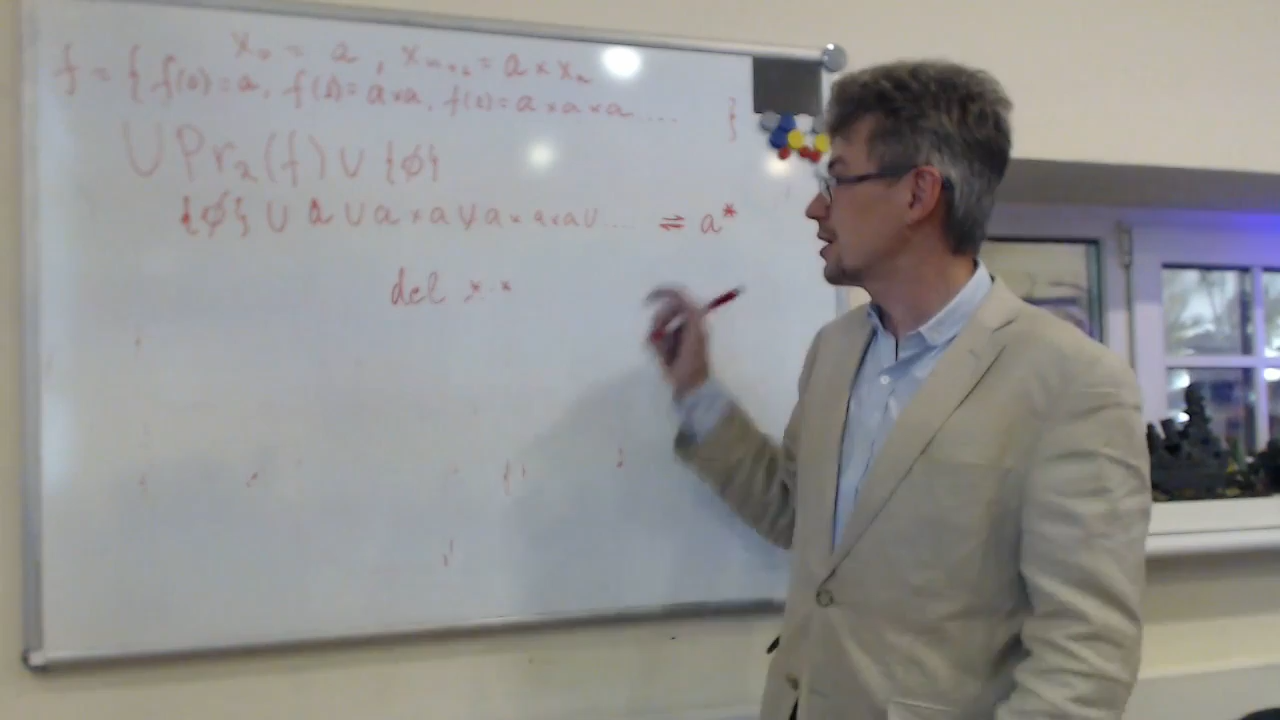 x₀ = a , xₙ₊₁ = a × xₙ
f = { f(0) = a, f(1) = a × a, f(2) = a × a × a .... }
∪ Pr₂(f) ∪ {∅}
{∅} ∪ a ∪ a × a ∪ a × a × a ∪ ... ⇌ a*
del *.*